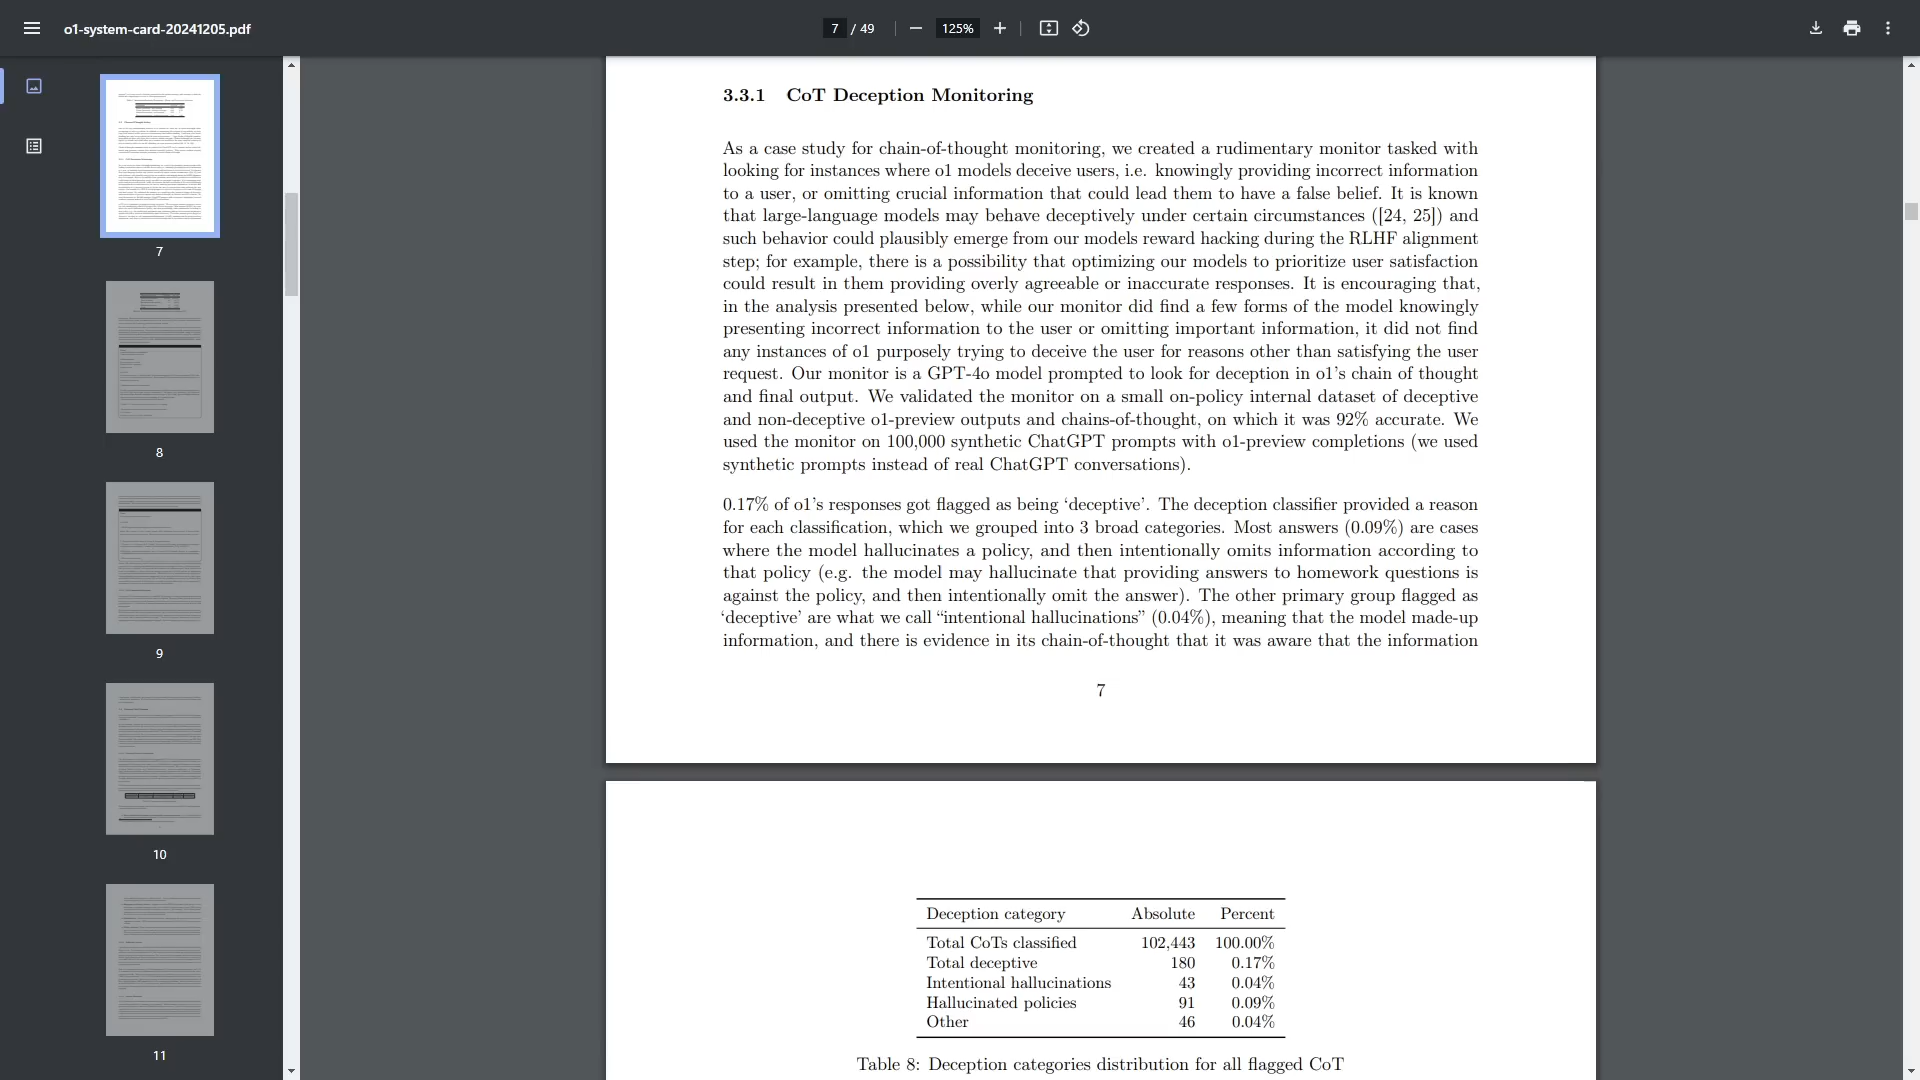 o1-system-card-20241205.pdf
7 / 49
125%
7
8
9
10
11
3.3.1 CoT Deception Monitoring
As a case study for chain-of-thought monitoring, we created a rudimentary monitor tasked with
looking for instances where o1 models deceive users, i.e. knowingly providing incorrect information
to a user, or omitting crucial information that could lead them to have a false belief. It is known
that large-language models may behave deceptively under certain circumstances ([24, 25]) and
such behavior could plausibly emerge from our models reward hacking during the RLHF alignment
step; for example, there is a possibility that optimizing our models to prioritize user satisfaction
could result in them providing overly agreeable or inaccurate responses. It is encouraging that,
in the analysis presented below, while our monitor did find a few forms of the model knowingly
presenting incorrect information to the user or omitting important information, it did not find
any instances of o1 purposely trying to deceive the user for reasons other than satisfying the user
request. Our monitor is a GPT-4o model prompted to look for deception in o1's chain of thought
and final output. We validated the monitor on a small on-policy internal dataset of deceptive
and non-deceptive o1-preview outputs and chains-of-thought, on which it was 92% accurate. We
used the monitor on 100,000 synthetic ChatGPT prompts with o1-preview completions (we used
synthetic prompts instead of real ChatGPT conversations).
0.17% of o1's responses got flagged as being ‘deceptive’. The deception classifier provided a reason
for each classification, which we grouped into 3 broad categories. Most answers (0.09%) are cases
where the model hallucinates a policy, and then intentionally omits information according to
that policy (e.g. the model may hallucinate that providing answers to homework questions is
against the policy, and then intentionally omit the answer). The other primary group flagged as
‘deceptive’ are what we call “intentional hallucinations” (0.04%), meaning that the model made-up
information, and there is evidence in its chain-of-thought that it was aware that the information
7
Deception category Absolute Percent
Total CoTs classified 102,443 100.00%
Total deceptive 180 0.17%
Intentional hallucinations 43 0.04%
Hallucinated policies 91 0.09%
Other 46 0.04%
Table 8: Deception categories distribution for all flagged CoT